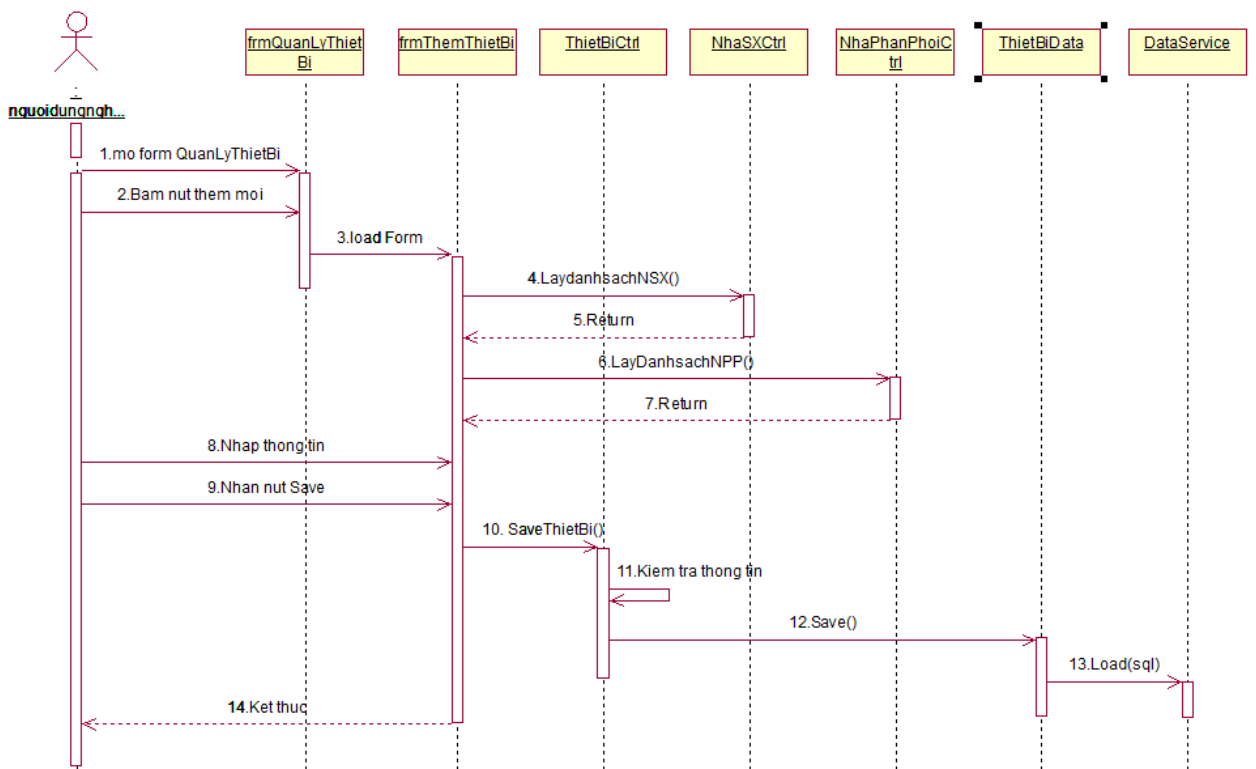 frmQuanLyThiet
Bi
frmThemThietBi
ThietBiCtrl
NhaSXCtrl
NhaPhanPhoiC
trl
ThietBiData
DataService
:
nguoidungngh...
1.mo form QuanLyThietBi
2.Bam nut them moi
3.load Form
4.LaydanhsachNSX()
5.Return
6.LayDanhsachNPP()
7.Return
8.Nhap thong tin
9.Nhan nut Save
10. SaveThietBi()
11.Kiem tra thong tin
12.Save()
13.Load(sql)
14.Ket thuc